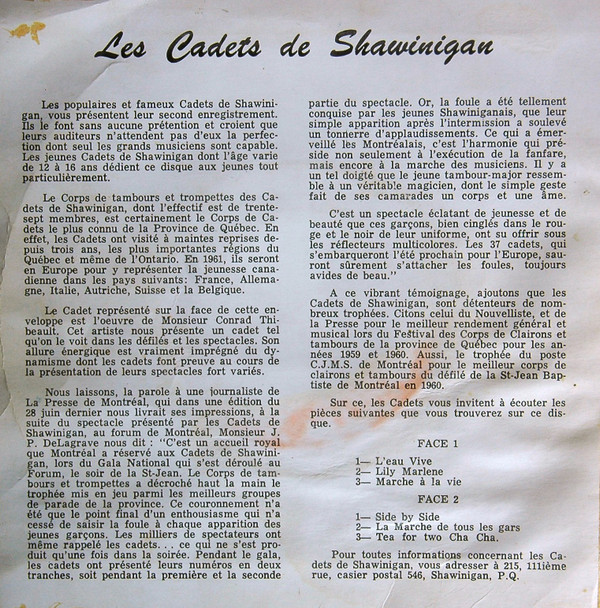 Les Cadets de Shawinigan
Les populaires et fameux Cadets de Shawini-
gan, vous présentent leur second enregistrement.
Ils le font sans aucune prétention et croient que
leurs auditeurs n'attendent pas d'eux la perfec-
tion dont seul les grands musiciens sont capable.
Les jeunes Cadets de Shawinigan dont l'âge varie
de 12 à 16 ans dédient ce disque aux jeunes tout
particulièrement.
Le Corps de tambours et trompettes des Ca-
dets de Shawinigan, dont l'effectif est de trente-
sept membres, est certainement le Corps de Ca-
dets le plus connu de la Province de Québec. En
effet, les Cadets ont visité à maintes reprises de-
puis trois ans, les plus importantes régions du
Québec et même de l'Ontario. En 1961, ils seront
en Europe pour y représenter la jeunesse cana-
dienne dans les pays suivants: France, Allema-
gne, Italie, Autriche, Suisse et la Belgique.
Le Cadet représenté sur la face de cette en-
veloppe est l'oeuvre de Monsieur Conrad Thi-
beault. Cet artiste nous présente un cadet tel
qu'on le voit dans les défilés et les spectacles. Son
allure énergique est vraiment imprégné du dy-
namisme dont les cadets font preuve au cours de
la présentation de leurs spectacles fort variés.
Nous laissons, la parole à une journaliste de
La Presse de Montréal, qui dans une édition du
28 juin dernier nous livrait ses impressions, à la
suite du spectacle présenté par les Cadets de
Shawinigan, au forum de Montréal, Monsieur J.
P. DeLagrave nous dit : "C'est un accueil royal
que Montréal a réservé aux Cadets de Shawini-
gan, lors du Gala National qui s'est déroulé au
Forum, le soir de la St-Jean. Le Corps de tam-
bours et trompettes a décroché haut la main le
trophée mis en jeu parmi les meilleurs groupes
de parade de la province. Ce couronnement n'a
été que le point final d'un enthousiasme qui n'a
cessé de saisir la foule à chaque apparition des
jeunes garçons. Les milliers de spectateurs ont
même rappelé les cadets... ce qui ne s'est pro-
duit qu'une fois dans la soirée. Pendant le gala,
les cadets ont présenté leurs numéros en deux
tranches, soit pendant la première et la seconde
partie du spectacle. Or, la foule a été tellement
conquise par les jeunes Shawiniganais, que leur
simple apparition après l'intermission a soulevé
un tonnerre d'applaudissements. Ce qui a émer-
veillé les Montréalais, c'est l'harmonie qui pré-
side non seulement à l'exécution de la fanfare,
mais encore à la marche des musiciens. Il y a
un tel doigté que le jeune tambour-major ressem-
ble à un véritable magicien, dont le simple geste
fait de ses camarades un corps et une âme.
C'est un spectacle éclatant de jeunesse et de
beauté que ces garçons, bien cinglés dans le rou-
ge et le noir de leur uniforme, ont su offrir sous
les réflecteurs multicolores. Les 37 cadets, qui
s'embarqueront l'été prochain pour l'Europe, sau-
ront sûrement s'attacher les foules, toujours
avides de beau."
A ce vibrant témoignage, ajoutons que les
Cadets de Shawinigan, sont détenteurs de nom-
breux trophées. Citons celui du Nouvelliste, et de
la Presse pour le meilleur rendement général et
musical lors du Festival des Corps de Clairons et
tambours de la province de Québec pour les an-
nées 1959 et 1960. Aussi, le trophée du poste
C.J.M.S. de Montréal pour le meilleur corps de
clairons et tambours du défilé de la St-Jean Bap-
tiste de Montréal en 1960.
Sur ce, les Cadets vous invitent à écouter les
pièces suivantes que vous trouverez sur ce dis-
que.
FACE 1
1— L'eau Vive
2— Lily Marlene
3— Marche à la vie
FACE 2
1— Side by Side
2— La Marche de tous les gars
3— Tea for two Cha Cha.
Pour toutes informations concernant les Ca-
dets de Shawinigan, vous adresser à 215, 111ième
rue, casier postal 546, Shawinigan, P.Q.